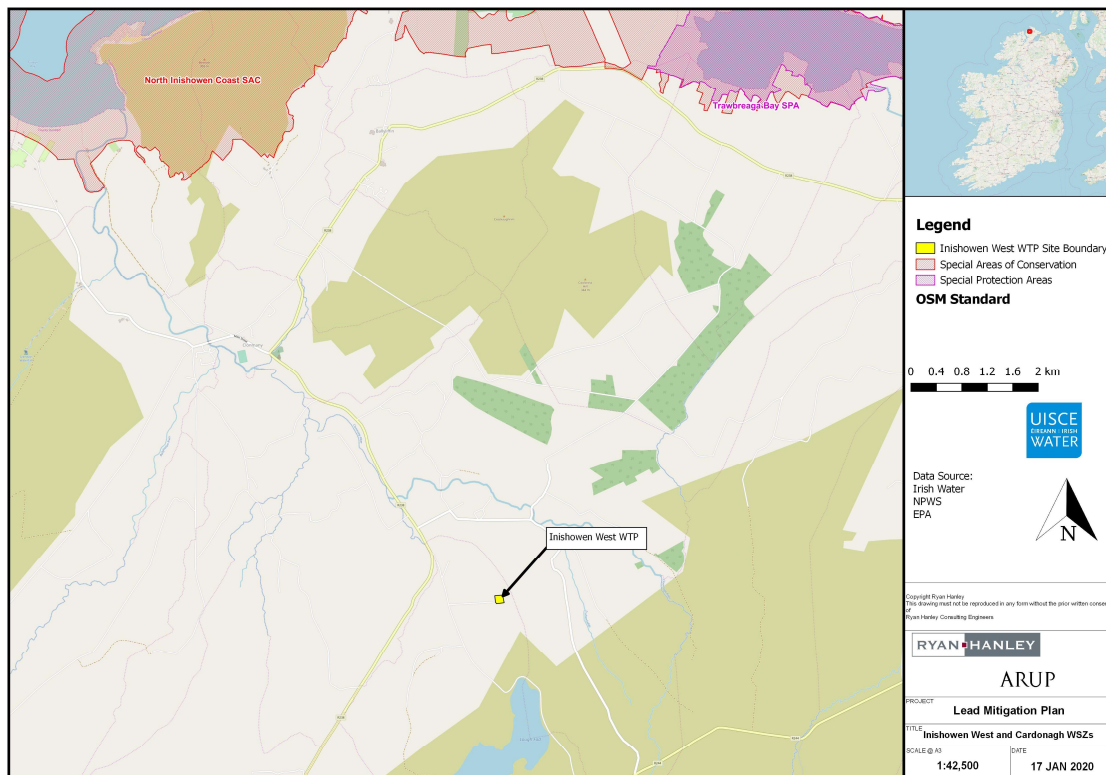 North Inishowen Coast SAC
Trawbreaga Bay SPA
Inishowen West WTP
Legend
Inishowen West WTP Site Boundary
Special Areas of Conservation
Special Protection Areas
OSM Standard
0 0.4 0.8 1.2 1.6 2 km
UISCE
ÉIREANN : IRISH
WATER
Data Source:
Irish Water
NPWS
EPA
N
Copyright Ryan Hanley
This drawing must not be reproduced in any form without the prior written
of
Ryan Hanley Consulting Engineers
RYAN HANLEY
ARUP
PROJECT
Lead Mitigation Plan
TITLE
Inishowen West and Cardonagh WSZs
SCALE @ A3
1:42,500
DATE
17 JAN 2020